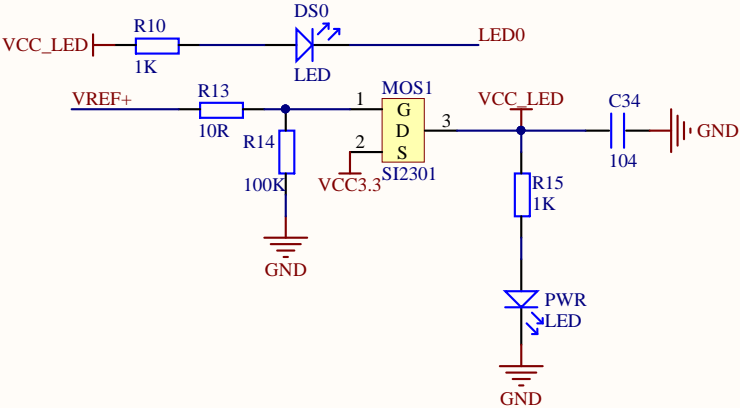 DS0
R10
VCC_LED
LED0
1K
LED
MOS1
R13
VREF+
1
G
VCC_LED
C34
10R
D
3
GND
R14
2
S
104
100K
VCC3.3
SI2301
R15
1K
GND
PWR
LED
GND